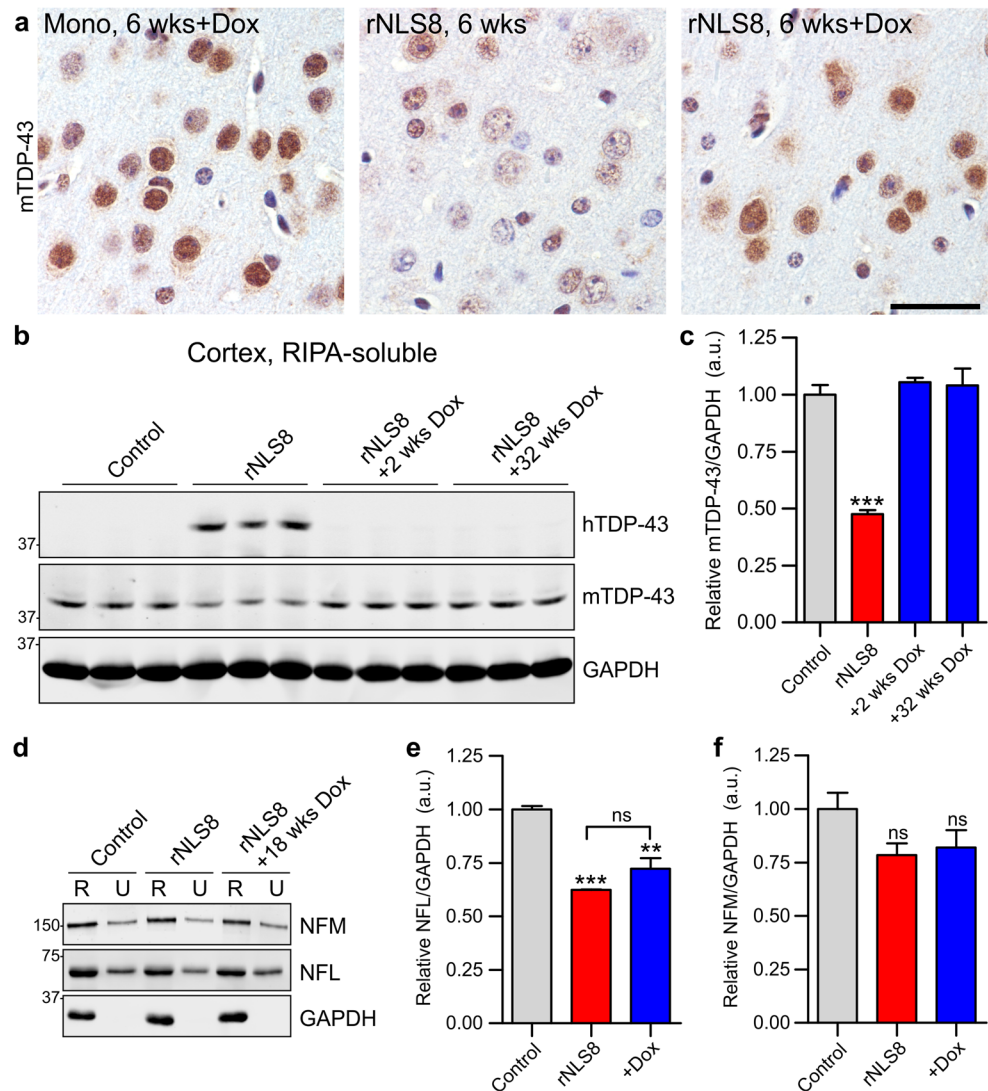 a
Mono, 6 wks+Dox
rNLS8, 6 wks
rNLS8, 6 wks+Dox
mTDP-43
b
Cortex, RIPA-soluble
Control
rNLS8
rNLS8
+2 wks Dox
rNLS8
+32 wks Dox
37-
hTDP-43
37-
mTDP-43
37-
GAPDH
c
Relative mTDP-43/GAPDH (a.u.)
1.25
1.00
0.75
0.50
0.25
0.00
***
Control
rNLS8
+2 wks Dox
+32 wks Dox
d
Control
rNLS8
rNLS8
+18 wks Dox
R U R U R U
150-
NFM
75-
NFL
37-
GAPDH
e
Relative NFL/GAPDH (a.u.)
1.25
1.00
0.75
0.50
0.25
0.00
ns
***
**
Control
rNLS8
+Dox
f
Relative NFM/GAPDH (a.u.)
1.25
1.00
0.75
0.50
0.25
0.00
ns
ns
Control
rNLS8
+Dox